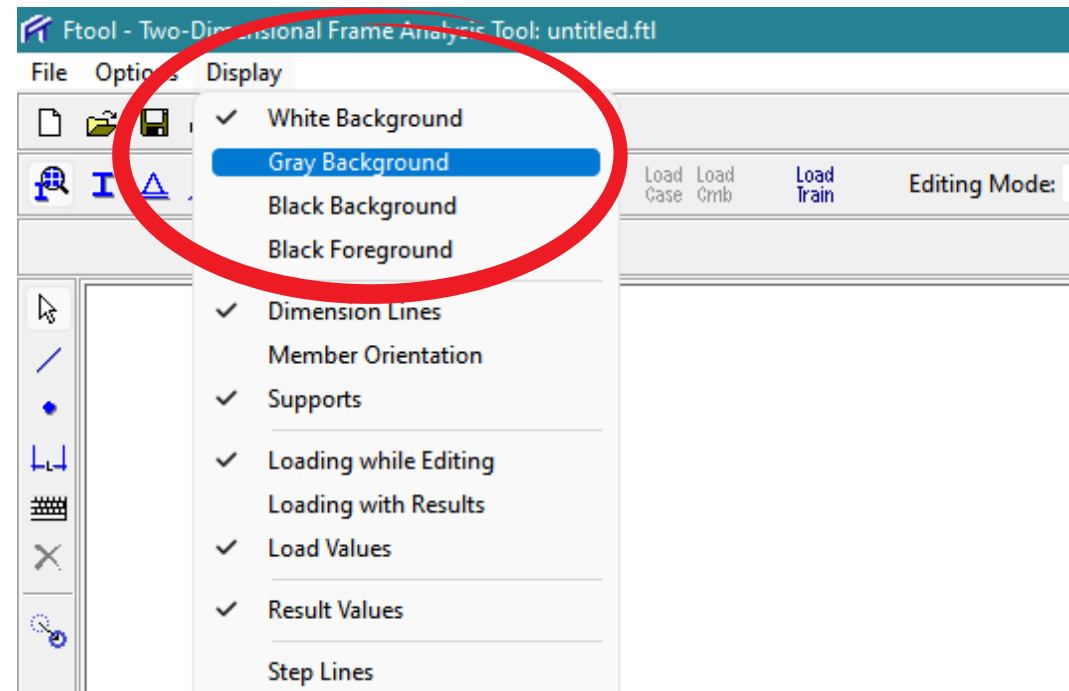 Ftool - Two-Dimensional Frame Analysis Tool: untitled.ftl
File Options Display
White Background
Gray Background
Load Case Load Cmb Load Train Editing Mode:
Black Background
Black Foreground
Dimension Lines
Member Orientation
Supports
L
Loading while Editing
Loading with Results
Load Values
Result Values
Step Lines